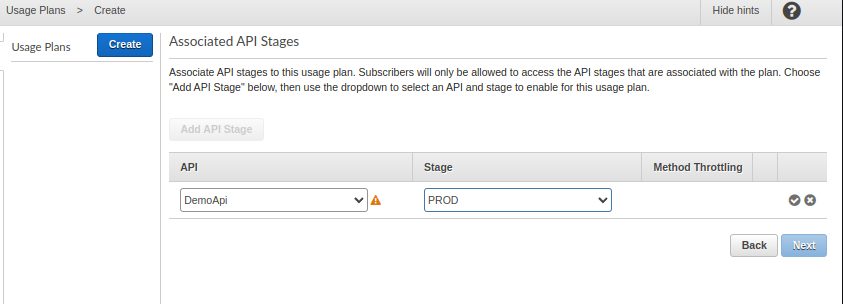 Usage Plans > Create
Hide hints
?
Usage Plans
Create
Associated API Stages
Associate API stages to this usage plan. Subscribers will only be allowed to access the API stages that are associated with the plan. Choose
"Add API Stage" below, then use the dropdown to select an API and stage to enable for this usage plan.
Add API Stage
API Stage Method Throttling
DemoApi PROD
Back Next